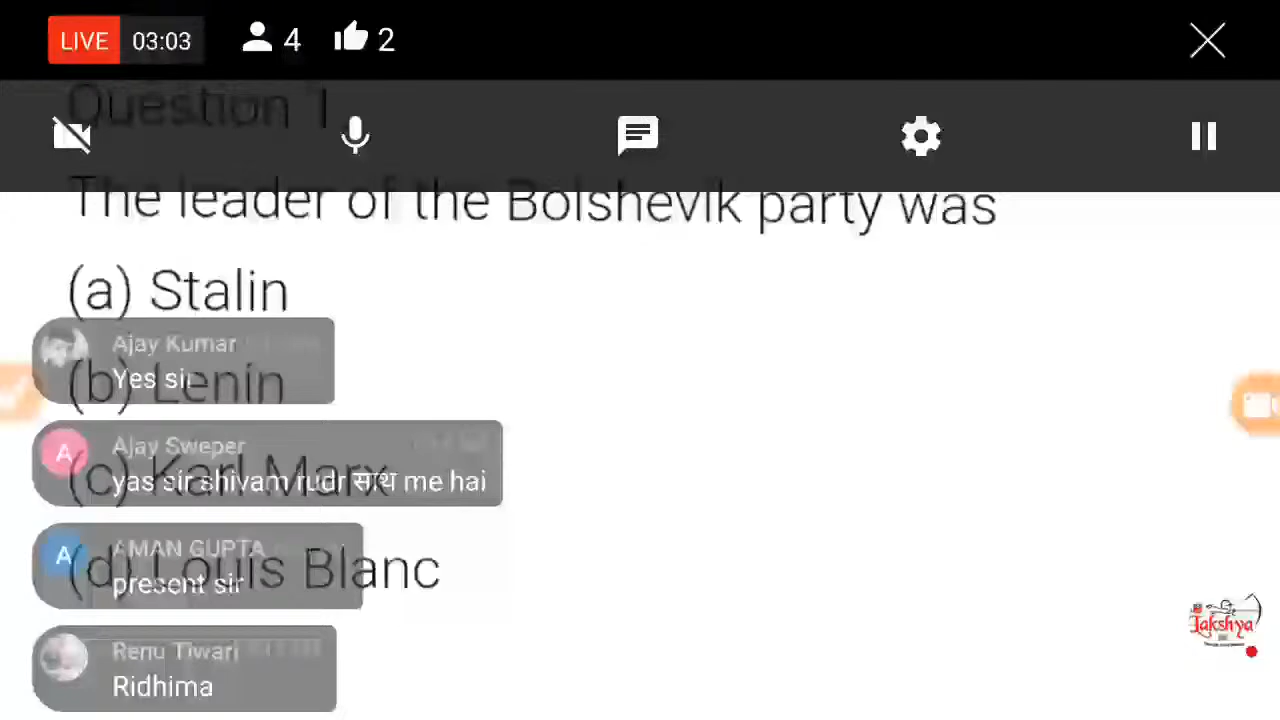 LIVE 03:03 4 2
Question 1
The leader of the Bolshevik party was
(a) Stalin
Ajay Kumar
Yes sir
(b) Lenin
Ajay Sweper
yas sir shivam rudr साथ me hai
(c) Karl Marx
AMAN GUPTA
present sir
(d) Louis Blanc
Renu Tiwari
Ridhima
Lakshya